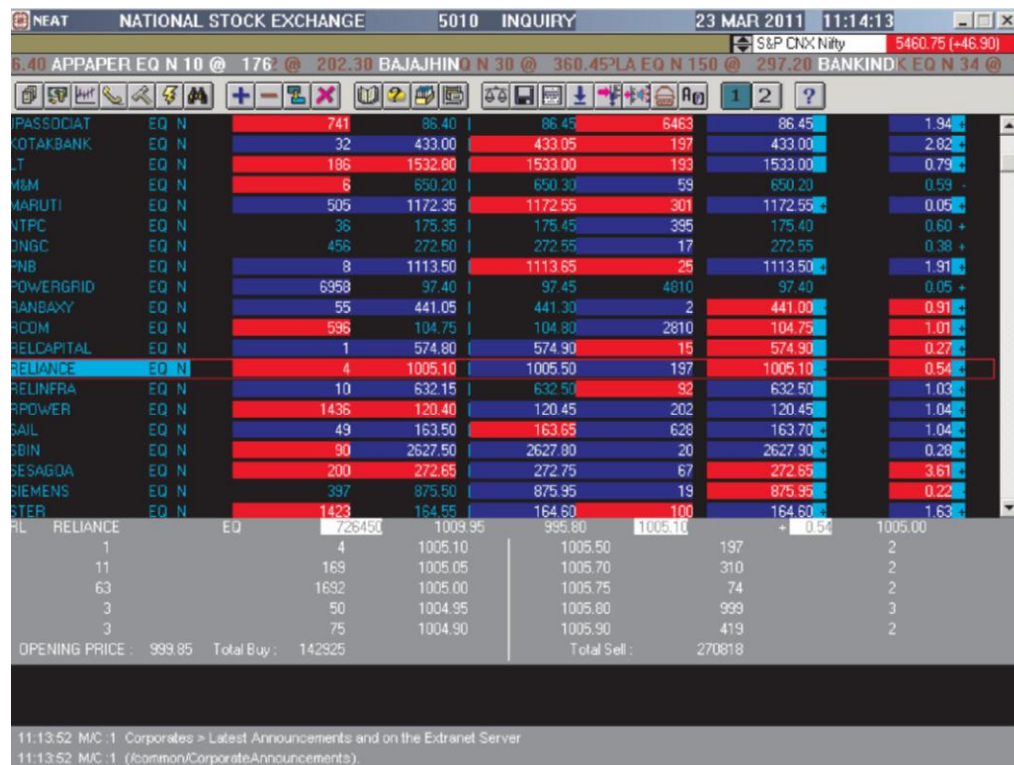 NEAT NATIONAL STOCK EXCHANGE 5010 INQUIRY 23 MAR 2011 11:14:13
S&P CNX Nifty 5460.75 (+46.90)
6.40 APPAPER EQ N 10 @ 176 @ 202.30 BAJAJHIN Q N 30 @ 360.45 PLA EQ N 150 @ 297.20 BANKIND K EQ N 34 @
1 2 ?
JPASSOCIAT EQ N 741 86.40 86.45 6463 86.45 1.94 +
KOTAKBANK EQ N 32 433.00 433.05 197 433.00 2.82 +
LT EQ N 186 1532.80 1533.00 193 1533.00 0.79 +
M&M EQ N 6 650.20 650.30 59 650.20 0.59 -
MARUTI EQ N 505 1172.35 1172.55 301 1172.55 + 0.05 +
NTPC EQ N 36 175.35 175.45 395 175.40 0.60 +
ONGC EQ N 456 272.50 272.55 17 272.55 0.38 +
PNB EQ N 8 1113.50 1113.65 25 1113.50 + 1.91 +
POWERGRID EQ N 6958 97.40 97.45 4810 97.40 0.05 +
RANBAXY EQ N 55 441.05 441.30 2 441.00 - 0.91 +
RCOM EQ N 596 104.75 104.80 2810 104.75 - 1.01 +
RELCAPITAL EQ N 1 574.80 574.90 15 574.90 - 0.27 +
RELIANCE EQ N 4 1005.10 1005.50 197 1005.10 - 0.54 +
RELINFRA EQ N 10 632.15 632.50 92 632.50 1.03 +
RPOWER EQ N 1436 120.40 120.45 202 120.45 1.04 +
SAIL EQ N 49 163.50 163.65 628 163.70 + 1.04 +
SBIN EQ N 90 2627.50 2627.80 20 2627.90 + 0.28 +
SESAGOA EQ N 200 272.65 272.75 67 272.65 - 3.61 +
SIEMENS EQ N 397 875.50 875.95 19 875.95 - 0.22 -
STER EQ N 1423 164.55 164.60 100 164.60 + 1.63 +
RL RELIANCE EQ 726450 1009.95 995.80 1005.10 + 0.54 1005.00
1 4 1005.10 1005.50 197 2
11 169 1005.05 1005.70 310 2
63 1692 1005.00 1005.75 74 2
3 50 1004.95 1005.80 999 3
3 75 1004.90 1005.90 419 2
OPENING PRICE : 999.85 Total Buy : 142925 Total Sell : 270818
11:13:52 M/C :1 Corporates > Latest Announcements and on the Extranet Server
11:13:52 M/C :1 (/common/CorporateAnnouncements).